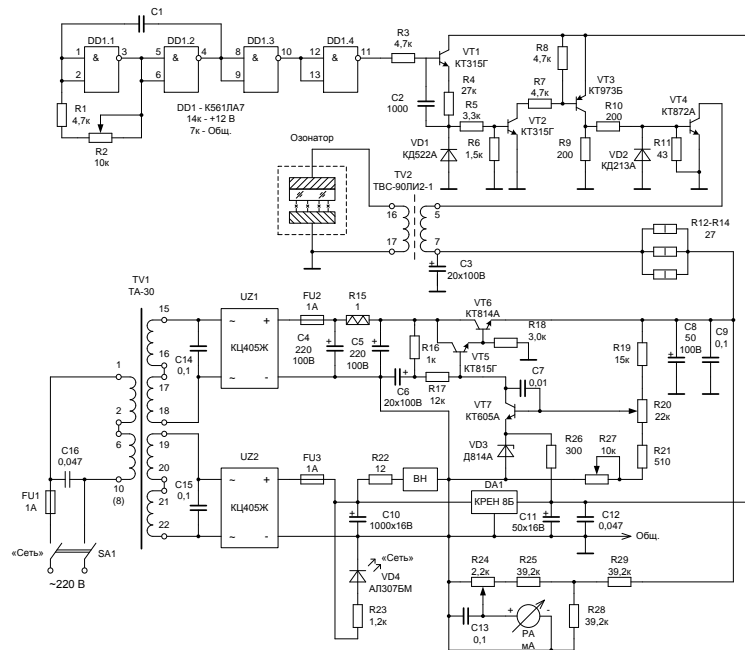 C1
DD1.1
DD1.2
DD1.3
DD1.4
1
&
3
2
5
&
4
6
8
&
10
9
12
&
11
13
R1
4,7к
R2
10к
DD1 - К561ЛА7
14к - +12 В
7к - Общ.
R3
4,7к
C2
1000
VT1
КТ315Г
R4
27к
R5
3,3к
VD1
КД522А
R6
1,5к
R7
4,7к
VT2
КТ315Г
R8
4,7к
VT3
КТ973Б
R9
200
R10
200
VD2
КД213А
R11
43
VT4
КТ872А
Озонатор
TV2
ТВС-90ЛИ2-1
16
5
17
7
C3
20x100В
R12-R14
27
TV1
ТА-30
15
16
17
18
19
20
21
22
1
2
6
10
(8)
C14
0,1
C15
0,1
UZ1
КЦ405Ж
~ +
~ -
UZ2
КЦ405Ж
~ +
~ -
FU2
1А
R15
1
C4
220
100В
C5
220
100В
C6
20x100В
R16
1к
R17
12к
VT6
КТ814А
VT5
КТ815Г
R18
3,0к
C7
0,01
VT7
КТ605А
VD3
Д814А
R19
15к
R20
22к
R21
510
C8
50
100В
C9
0,1
R26
300
R27
10к
C16
0,047
FU1
1А
«Сеть»
SA1
~220 В
FU3
1А
R22
12
ВН
DA1
КРЕН 8Б
C10
1000x16В
C11
50x16В
C12
0,047
Общ.
«Сеть»
VD4
АЛ307БМ
R23
1,2к
R24
2,2к
R25
39,2к
R29
39,2к
R28
39,2к
C13
0,1
+ -
РА
мА